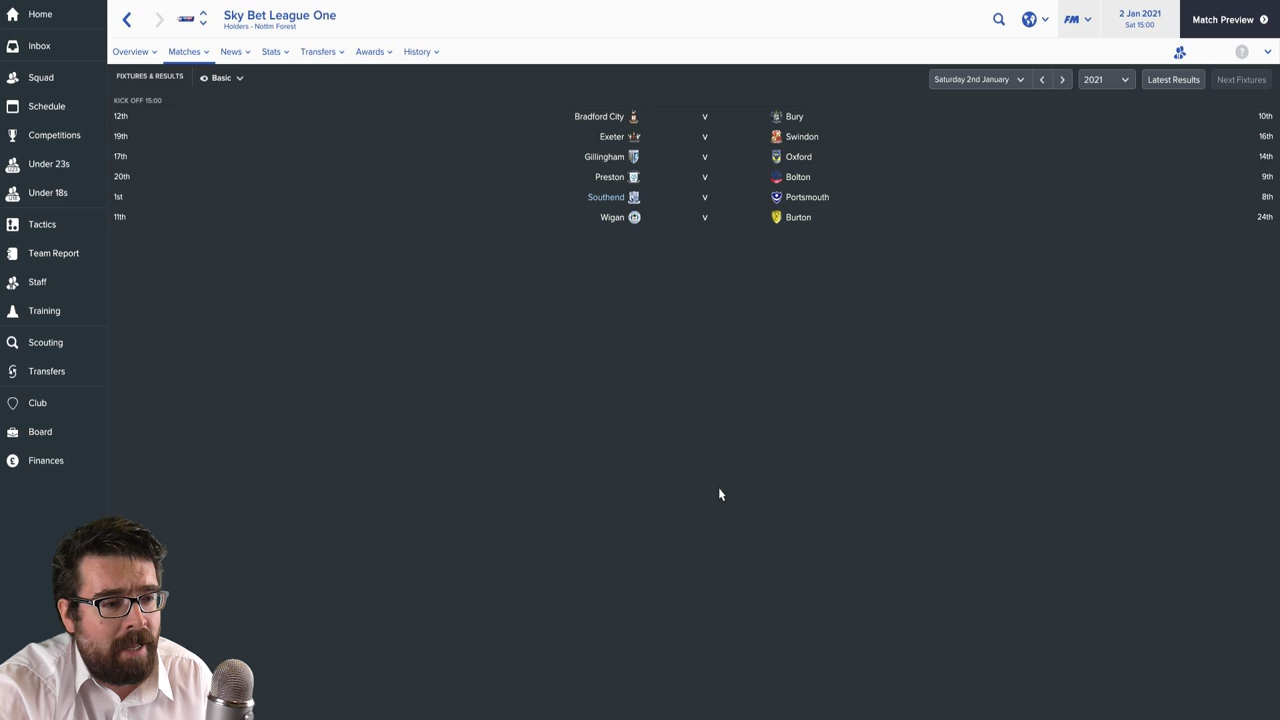 Home
Inbox
Squad
Schedule
Competitions
Under 23s
Under 18s
Tactics
Team Report
Staff
Training
Scouting
Transfers
Club
Board
Finances
Sky Bet League One
Holders - Nottm Forest
FM
2 Jan 2021
Sat 15:00
Match Preview
Overview Matches News Stats Transfers Awards History
FIXTURES & RESULTS Basic Saturday 2nd January 2021 Latest Results Next Fixtures
KICK OFF 15:00
12th Bradford City v Bury 10th
19th Exeter v Swindon 16th
17th Gillingham v Oxford 14th
20th Preston v Bolton 9th
1st Southend v Portsmouth 8th
11th Wigan v Burton 24th